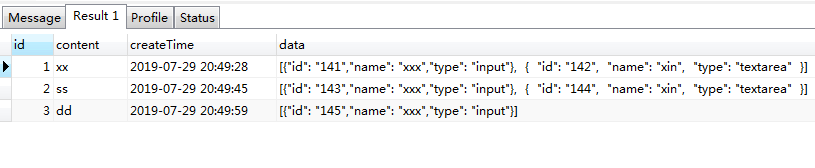 Message Result 1 Profile Status
id content createTime data
1 xx 2019-07-29 20:49:28 [{"id": "141","name": "xxx","type": "input"}, { "id": "142", "name": "xin", "type": "textarea" }]
2 ss 2019-07-29 20:49:45 [{"id": "143","name": "xxx","type": "input"}, { "id": "144", "name": "xin", "type": "textarea" }]
3 dd 2019-07-29 20:49:59 [{"id": "145","name": "xxx","type": "input"}]